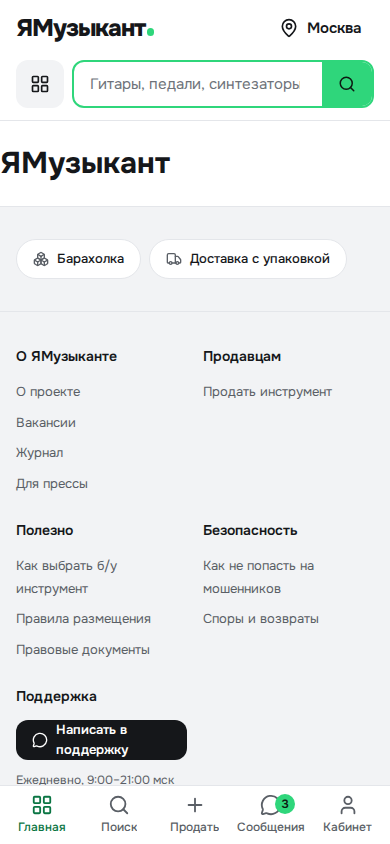 ЯМузыкант.
Москва
Гитары, педали, синтезаторы
ЯМузыкант
Барахолка
Доставка с упаковкой
О ЯМузыканте
Продавцам
О проекте
Продать инструмент
Вакансии
Журнал
Для прессы
Полезно
Безопасность
Как выбрать б/у
инструмент
Как не попасть на
мошенников
Правила размещения
Споры и возвраты
Правовые документы
Поддержка
Написать в
поддержку
Ежедневно, 9:00–21:00 мск
3
Главная
Поиск
Продать
Сообщения
Кабинет